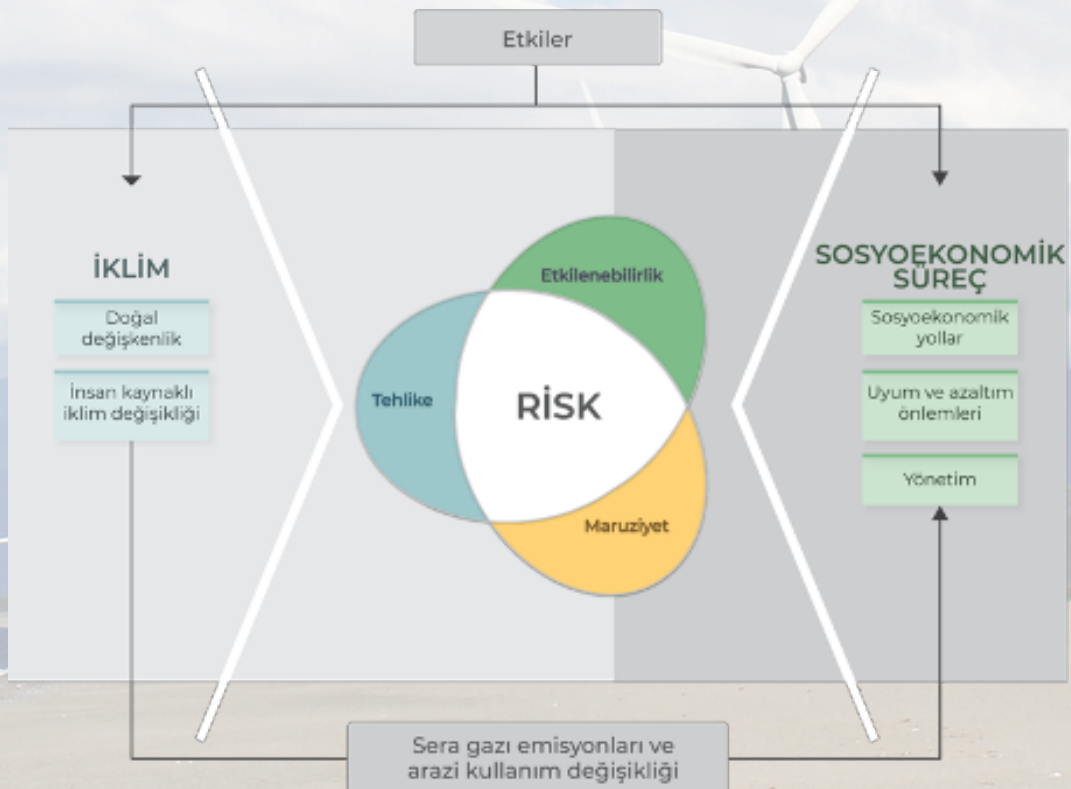 Etkiler
İKLİM
Doğal
değişkenlik
İnsan kaynaklı
iklim değişikliği
Etkilenebilirlik
Tehlike
RİSK
Maruziyet
SOSYOEKONOMİK
SÜREÇ
Sosyoekonomik
yollar
Uyum ve azaltım
önlemleri
Yönetim
Sera gazı emisyonları ve
arazi kullanım değişikliği